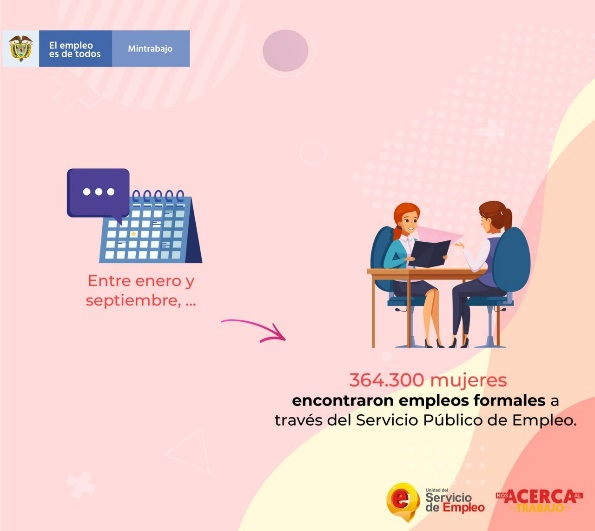 El empleo
es de todos
Mintrabajo
Entre enero y
septiembre, ...
364.300 mujeres
encontraron empleos formales a
través del Servicio Público de Empleo.
Unidad del
Servicio
de Empleo
NOS ACERCA AL
TRABAJO